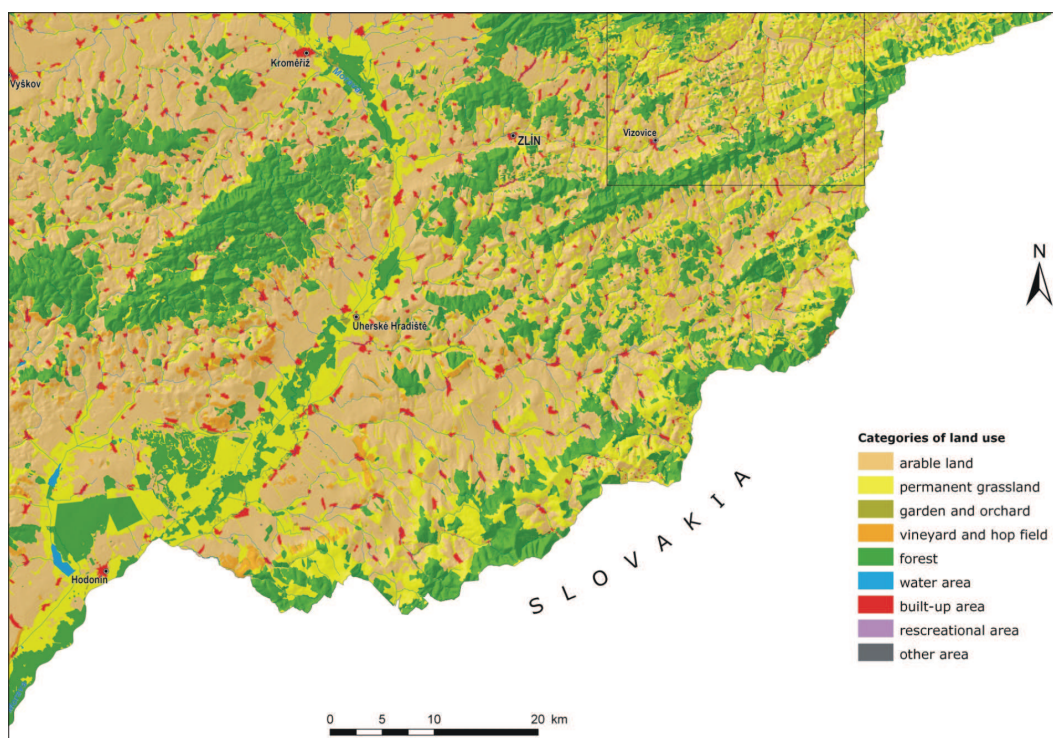 Kroměříž
Morava
Vyškov
ZLÍN
Vizovice
N
Uherské Hradiště
Hodonín
SLOVAKIA
Categories of land use
arable land
permanent grassland
garden and orchard
vineyard and hop field
forest
water area
built-up area
rescreational area
other area
0 5 10 20 km